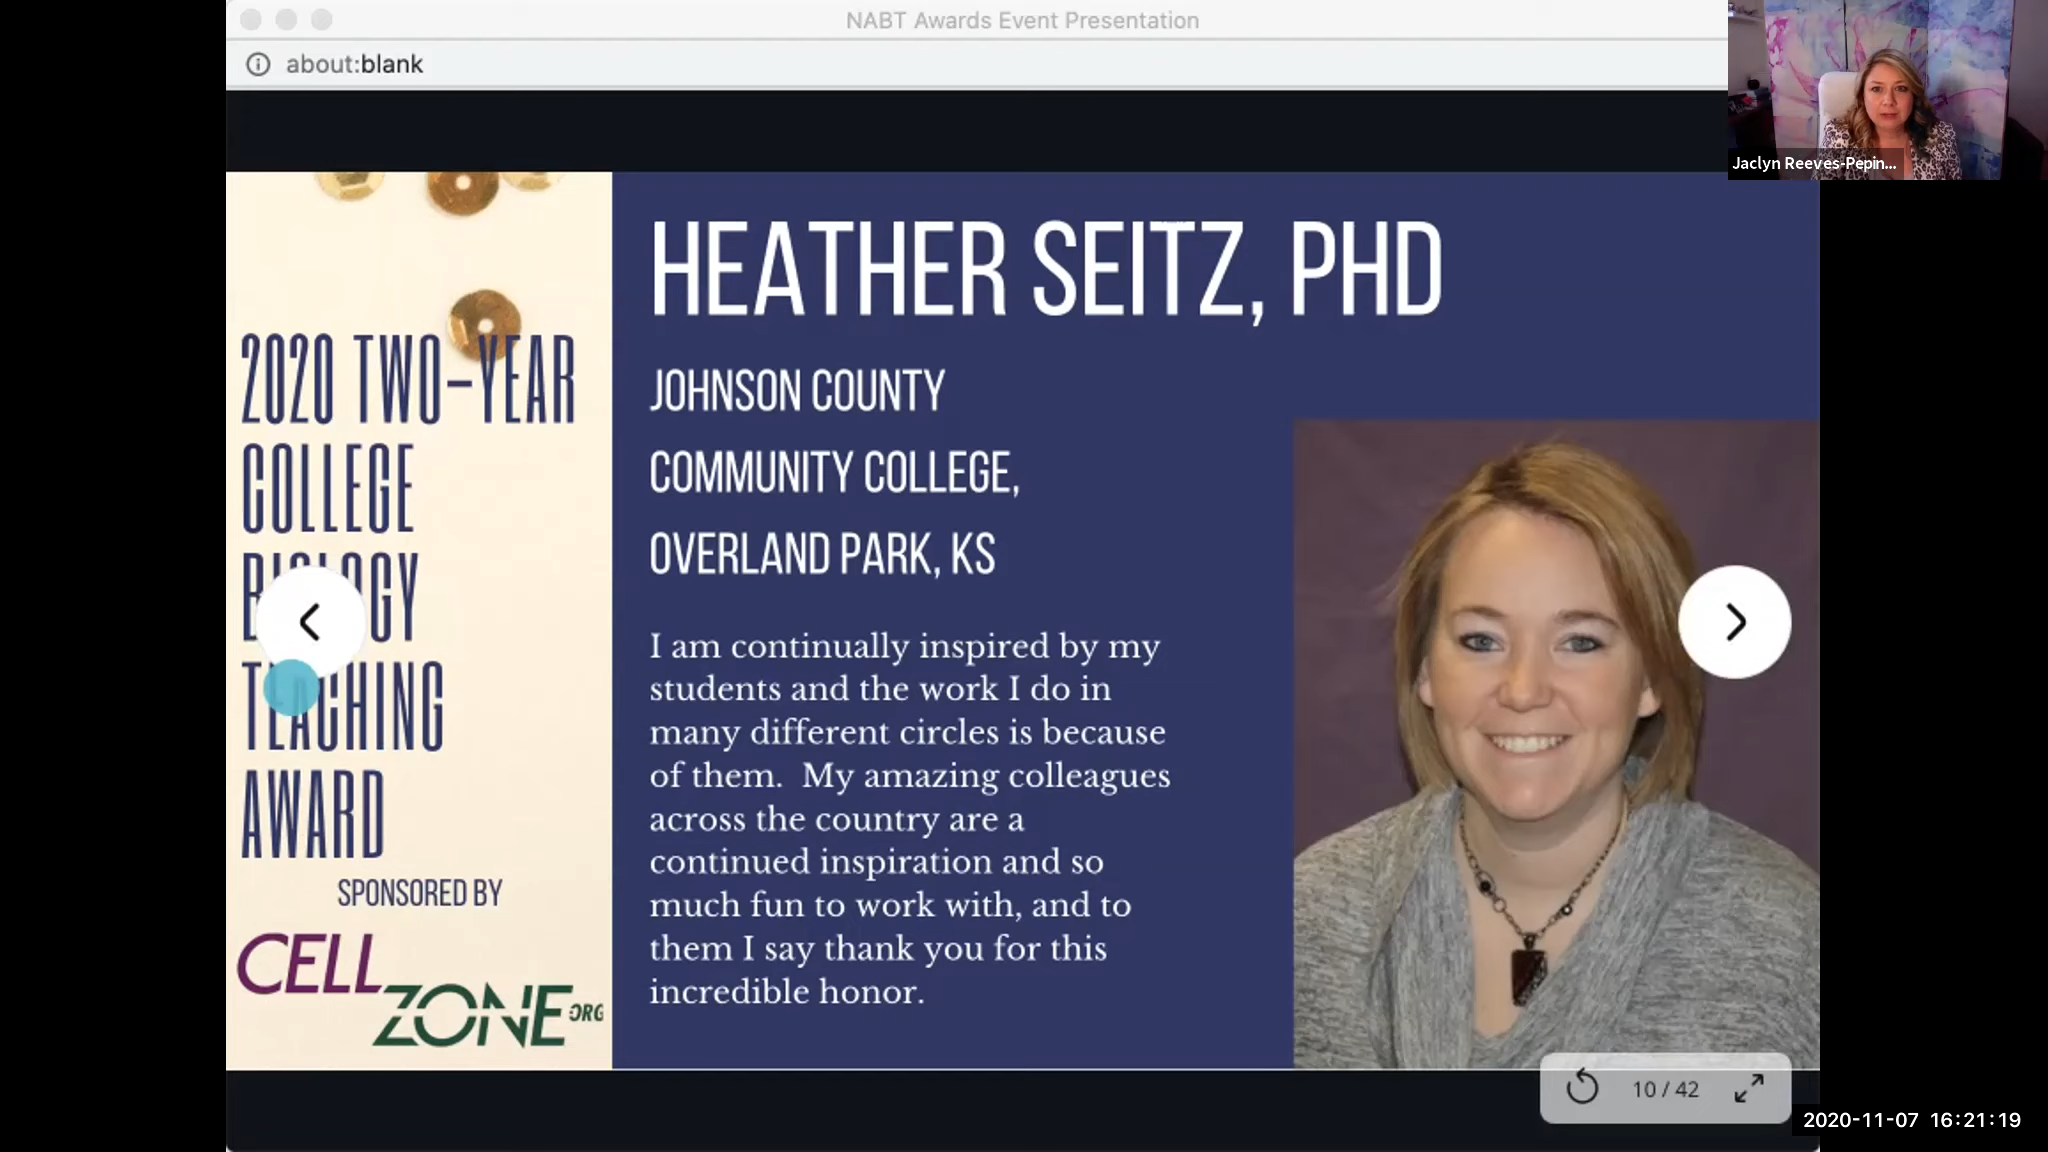 NABT Awards Event Presentation
about:blank
Jaclyn Reeves-Pepin...
2020 TWO-YEAR
COLLEGE
BIOLOGY
TEACHING
AWARD
SPONSORED BY
CELL
ZONE.ORG
HEATHER SEITZ, PHD
JOHNSON COUNTY
COMMUNITY COLLEGE,
OVERLAND PARK, KS
I am continually inspired by my
students and the work I do in
many different circles is because
of them. My amazing colleagues
across the country are a
continued inspiration and so
much fun to work with, and to
them I say thank you for this
incredible honor.
10 / 42
2020-11-07 16:21:19